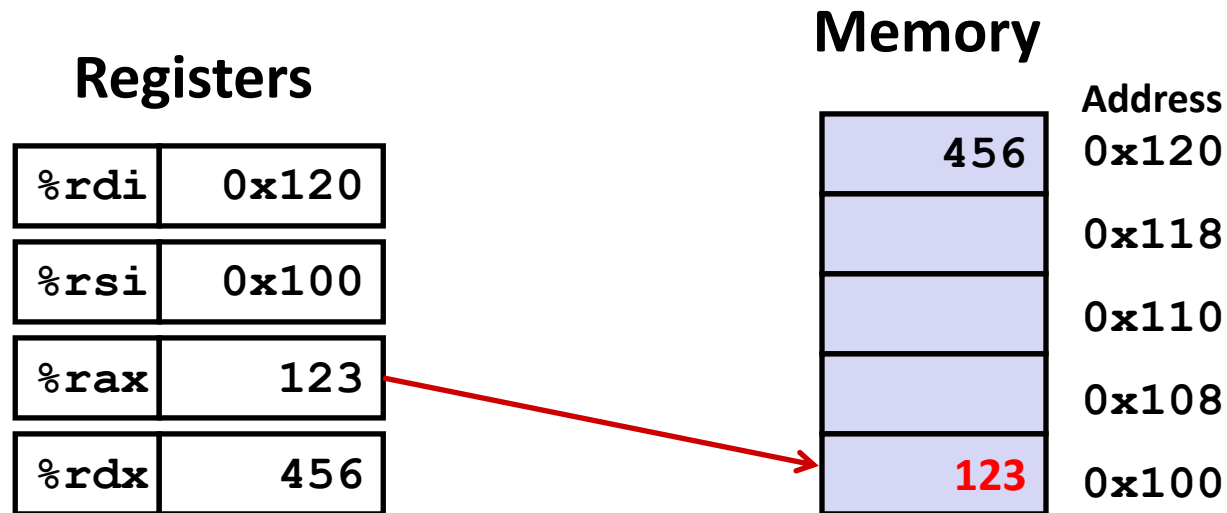 Registers
%rdi 0x120
%rsi 0x100
%rax 123
%rdx 456
Memory
Address
456 0x120
0x118
0x110
0x108
123 0x100